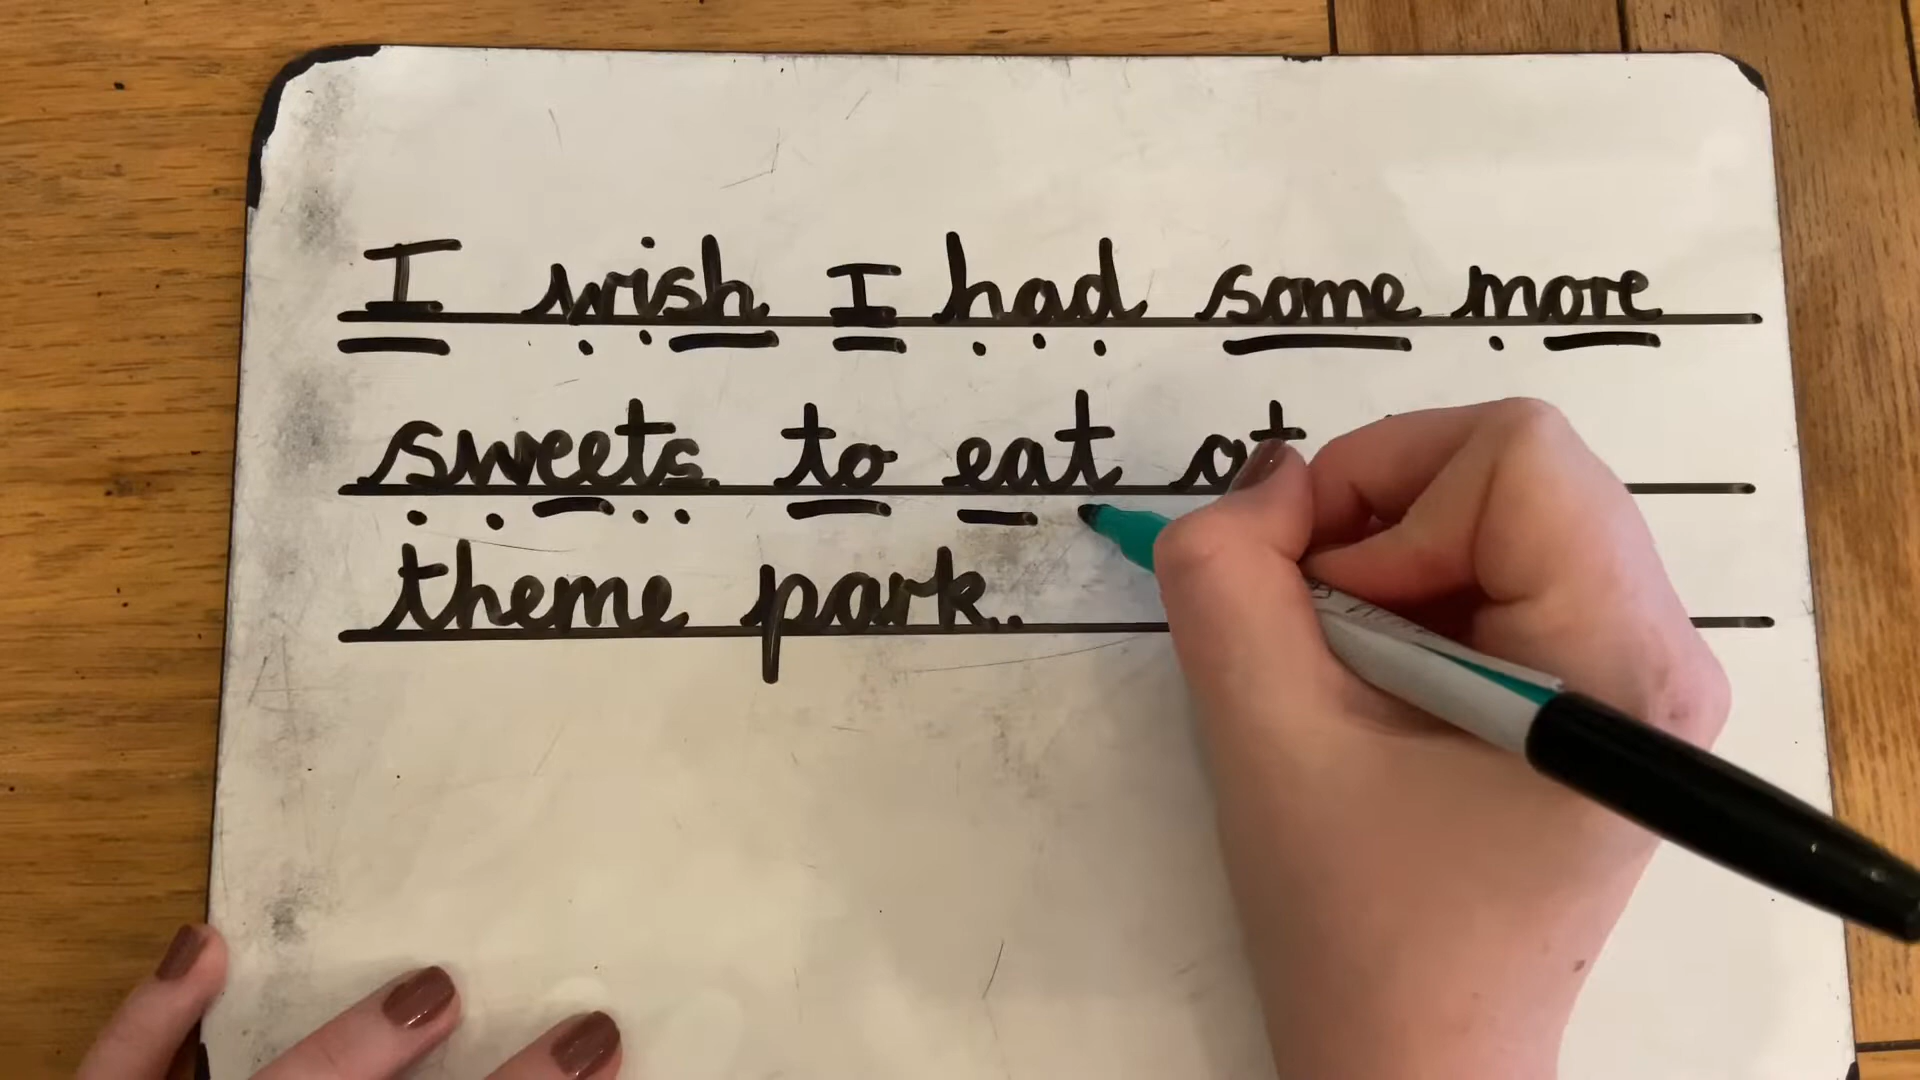 I wish I had some more
sweets to eat at
theme park.